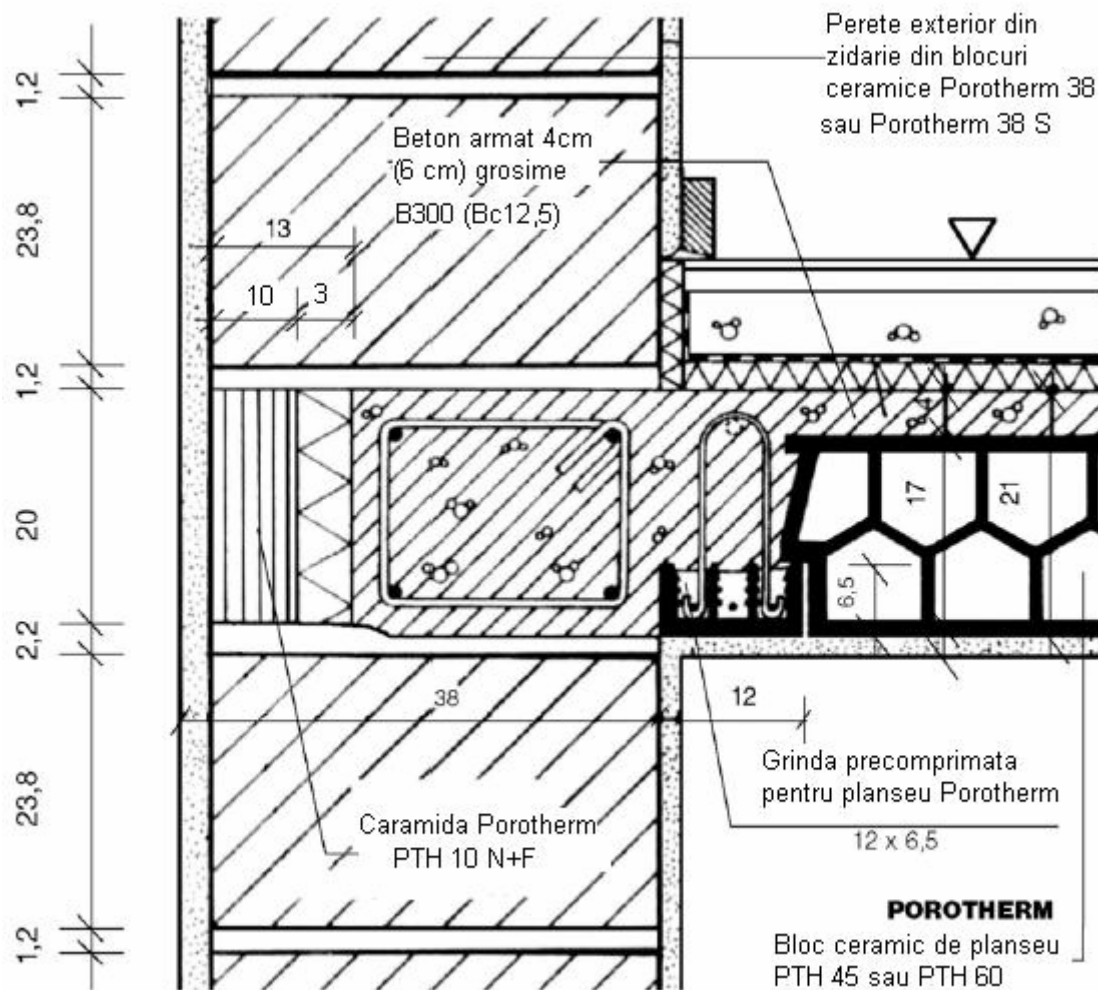 Perete exterior din
zidarie din blocuri
ceramice Porotherm 38
sau Porotherm 38 S
Beton armat 4cm
(6 cm) grosime
B300 (Bc12,5)
1,2
23,8
1,2
20
2,2
23,8
1,2
13
10
3
4
17
21
6,5
38
12
Grinda precomprimata
pentru planseu Porotherm
12 x 6,5
Caramida Porotherm
PTH 10 N+F
POROTHERM
Bloc ceramic de planseu
PTH 45 sau PTH 60